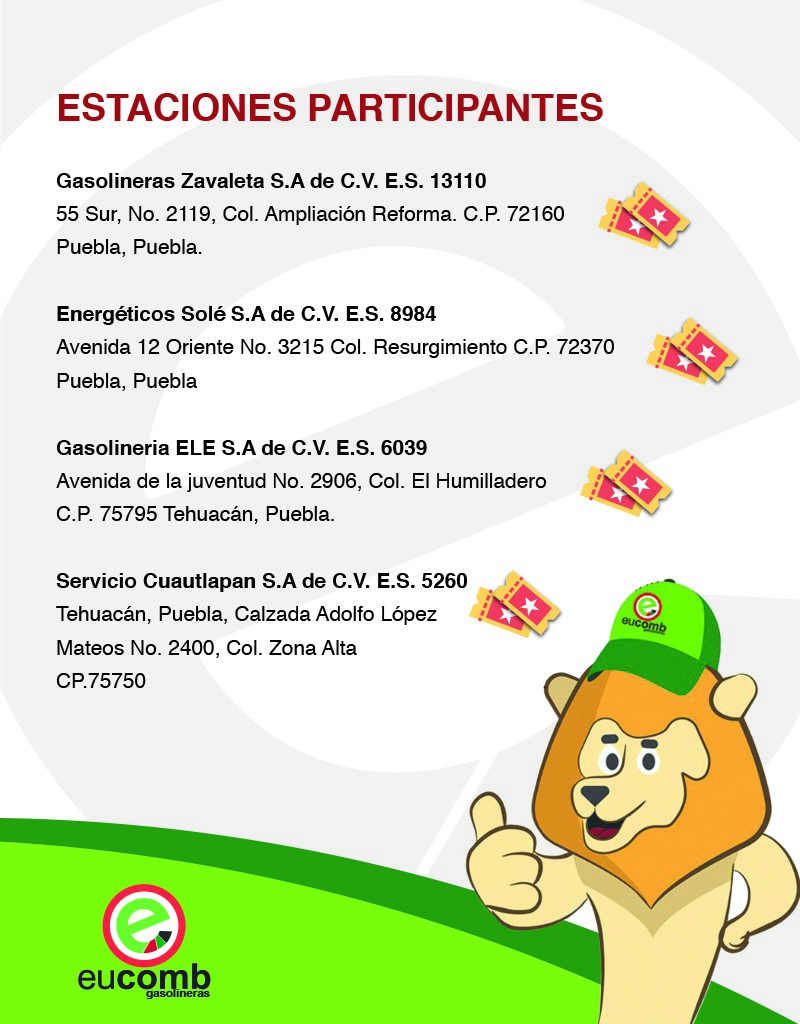 ESTACIONES PARTICIPANTES
Gasolineras Zavaleta S.A de C.V. E.S. 13110
55 Sur, No. 2119, Col. Ampliación Reforma. C.P. 72160
Puebla, Puebla.
Energéticos Solé S.A de C.V. E.S. 8984
Avenida 12 Oriente No. 3215 Col. Resurgimiento C.P. 72370
Puebla, Puebla
Gasolineria ELE S.A de C.V. E.S. 6039
Avenida de la juventud No. 2906, Col. El Humilladero
C.P. 75795 Tehuacán, Puebla.
Servicio Cuautlapan S.A de C.V. E.S. 5260
Tehuacán, Puebla, Calzada Adolfo López
Mateos No. 2400, Col. Zona Alta
CP.75750
eucomb
gasolineras
eucomb
gasolineras